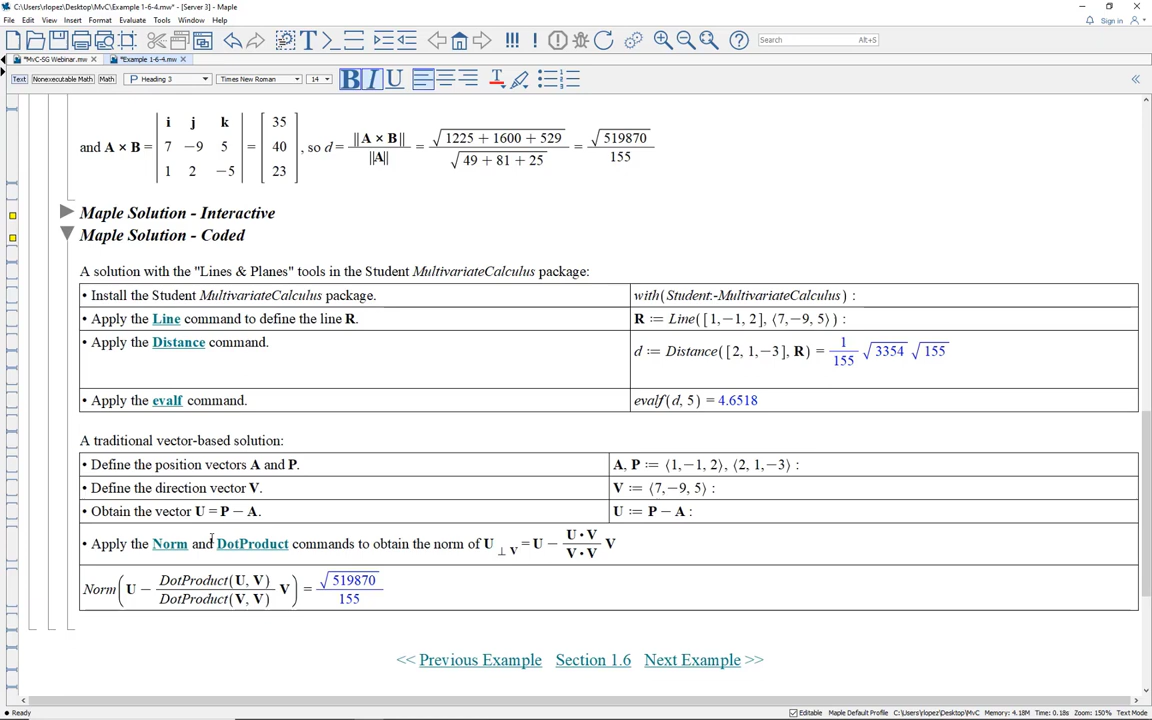 C:\Users\rlopez\Desktop\MvC\Example 1-6-4.mw* - [Server 3] - Maple
File Edit View Insert Format Evaluate Tools Window Help
Search Alt+S
Sign in
*MvC-SG Webinar.mw *Example 1-6-4.mw
Text Nonexecutable Math Math P Heading 3 Times New Roman 14 B I U
and A × B = | i j k | 7 −9 5 | 1 2 −5 | = [35 40 23], so d = ‖A × B‖ / ‖A‖ = √(1225 + 1600 + 529) / √(49 + 81 + 25) = √519870 / 155
Maple Solution - Interactive
Maple Solution - Coded
A solution with the "Lines & Planes" tools in the Student MultivariateCalculus package:
• Install the Student MultivariateCalculus package. with(Student:-MultivariateCalculus) :
• Apply the Line command to define the line R. R := Line([1, −1, 2], ⟨7, −9, 5⟩) :
• Apply the Distance command. d := Distance([2, 1, −3], R) = 1/155 √3354 √155
• Apply the evalf command. evalf(d, 5) = 4.6518
A traditional vector-based solution:
• Define the position vectors A and P. A, P := ⟨1, −1, 2⟩, ⟨2, 1, −3⟩ :
• Define the direction vector V. V := ⟨7, −9, 5⟩ :
• Obtain the vector U = P − A. U := P − A :
• Apply the Norm and DotProduct commands to obtain the norm of U⊥V = U − (U · V)/(V · V) V
Norm(U − DotProduct(U, V)/DotProduct(V, V) V) = √519870 / 155
<< Previous Example Section 1.6 Next Example >>
Ready Editable Maple Default Profile C:\Users\rlopez\Desktop\MvC Memory: 4.18M Time: 0.18s Zoom: 150% Text Mode